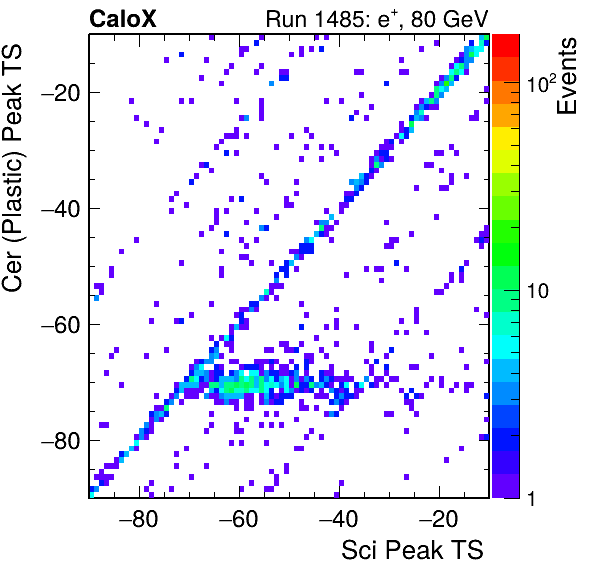 CaloX Run 1485: e⁺, 80 GeV
Cer (Plastic) Peak TS
−20
−40
−60
−80
−80 −60 −40 −20
Sci Peak TS
Events
10²
10
1